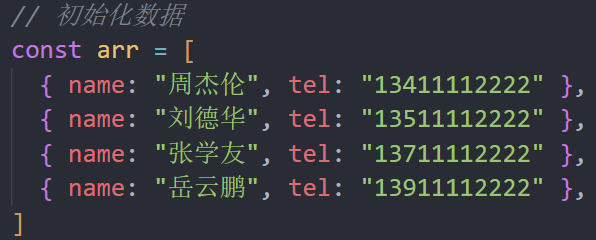 // 初始化数据
const arr = [
{ name: "周杰伦", tel: "13411112222" },
{ name: "刘德华", tel: "13511112222" },
{ name: "张学友", tel: "13711112222" },
{ name: "岳云鹏", tel: "13911112222" },
]